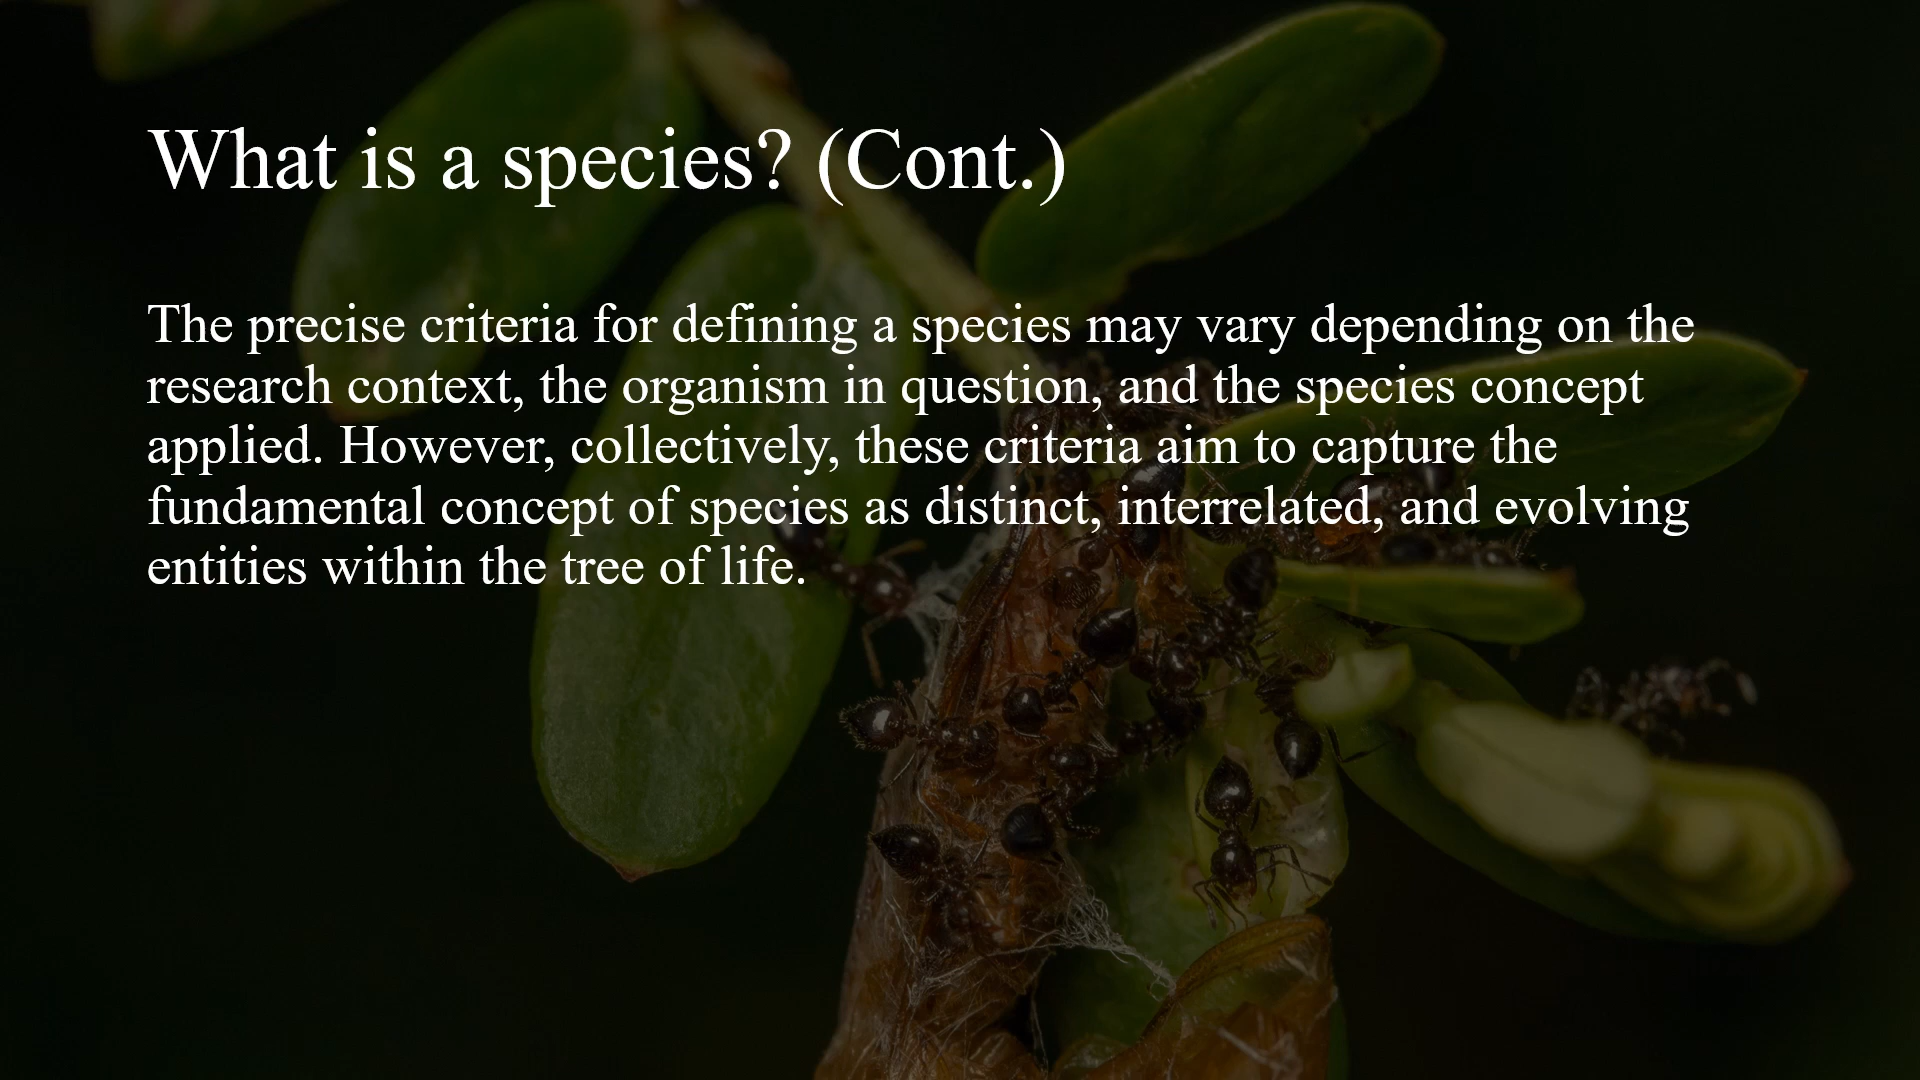 What is a species? (Cont.)
The precise criteria for defining a species may vary depending on the
research context, the organism in question, and the species concept
applied. However, collectively, these criteria aim to capture the
fundamental concept of species as distinct, interrelated, and evolving
entities within the tree of life.